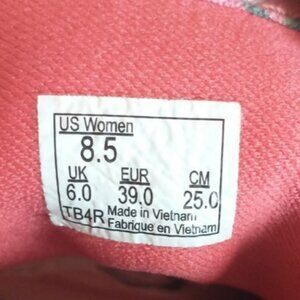 US Women
8.5
UK EUR CM
6.0 39.0 25.0
TB4R Made in Vietnam
Fabrique en Vietnam